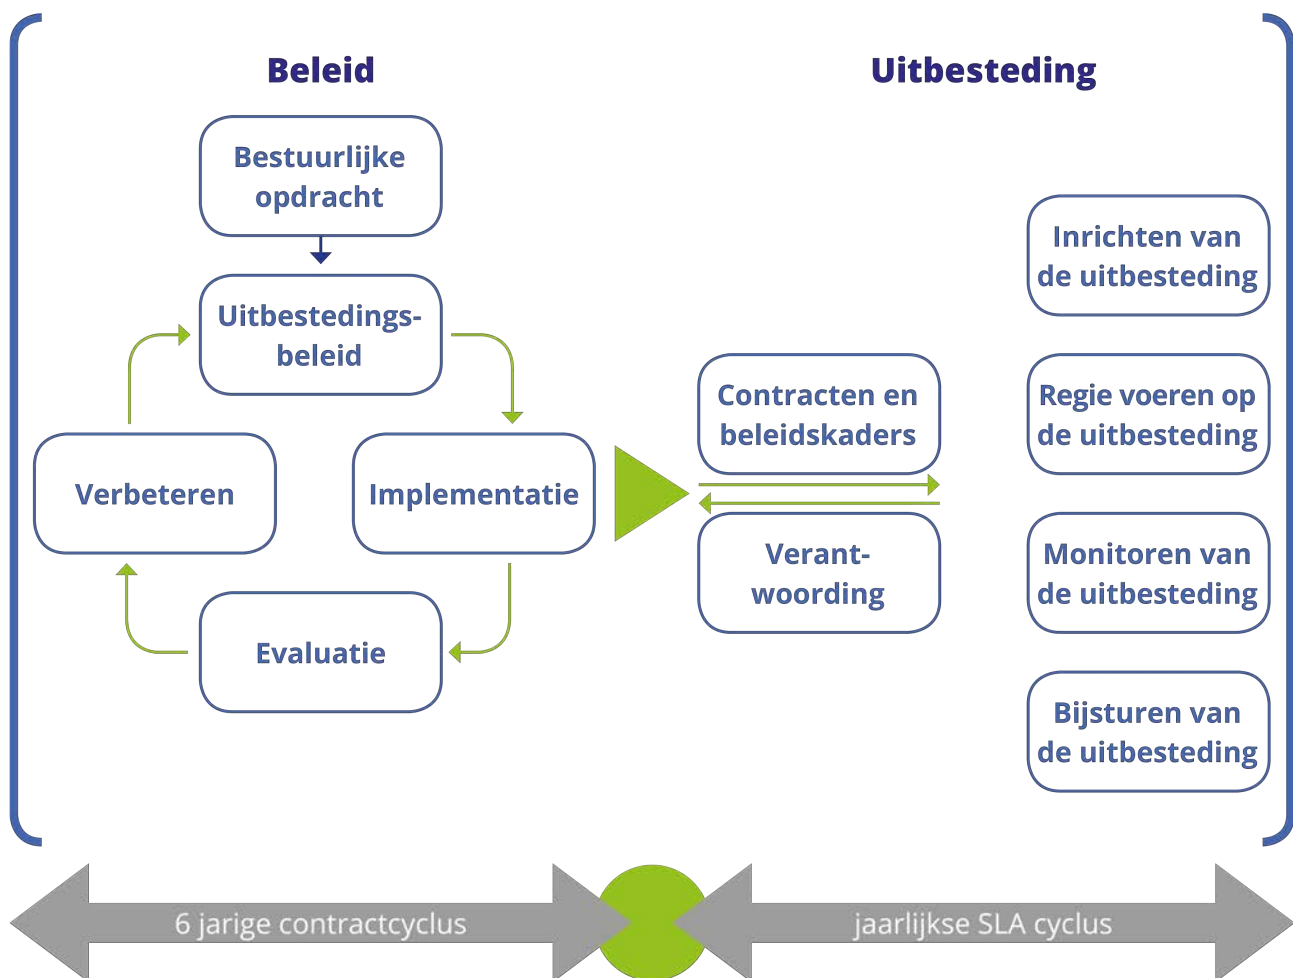 Beleid
Bestuurlijke
opdracht
Uitbestedings-
beleid
Verbeteren
Implementatie
Evaluatie
Uitbesteding
Contracten en
beleidskaders
Verant-
woording
Inrichten van
de uitbesteding
Regie voeren op
de uitbesteding
Monitoren van
de uitbesteding
Bijsturen van
de uitbesteding
6 jarige contractcyclus
jaarlijkse SLA cyclus